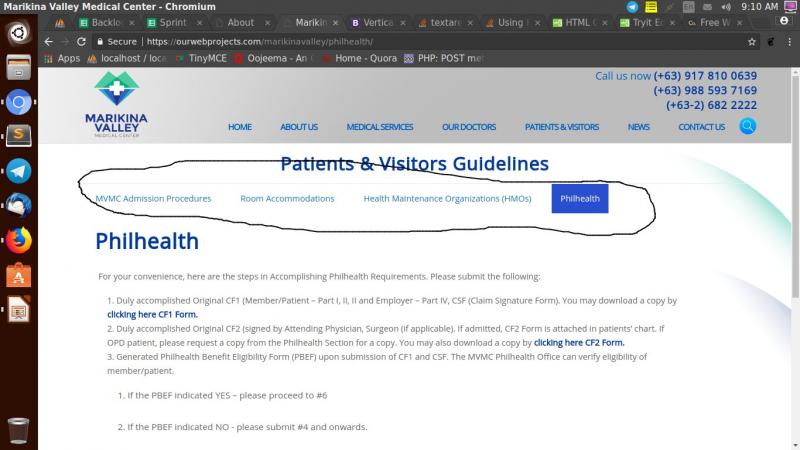 Marikina Valley Medical Center - Chromium
En
9:10 AM
Backlog
Sprint
About
Marikin
Vertica
textare
Using
HTML
Tryit Ed
Free W
Secure | https://ourwebprojects.com/marikinavalley/philhealth/
Apps
localhost / loca
TinyMCE
Oojeema - An
Home - Quora
PHP: POST met
Call us now (+63) 917 810 0639
(+63) 988 593 7169
(+63-2) 682 2222
MARIKINA
VALLEY
MEDICAL CENTER
HOME
ABOUT US
MEDICAL SERVICES
OUR DOCTORS
PATIENTS & VISITORS
NEWS
CONTACT US
Patients & Visitors Guidelines
MVMC Admission Procedures
Room Accommodations
Health Maintenance Organizations (HMOs)
Philhealth
Philhealth
For your convenience, here are the steps in Accomplishing Philhealth Requirements. Please submit the following:
1. Duly accomplished Original CF1 (Member/Patient – Part I, II, II and Employer – Part IV, CSF (Claim Signature Form). You may download a copy by
clicking here CF1 Form.
2. Duly accomplished Original CF2 (signed by Attending Physician, Surgeon (if applicable). If admitted, CF2 Form is attached in patients' chart. If
OPD patient, please request a copy from the Philhealth Section for a copy. You may also download a copy by clicking here CF2 Form.
3. Generated Philhealth Benefit Eligibility Form (PBEF) upon submission of CF1 and CSF. The MVMC Philhealth Office can verify eligibility of
member/patient.
1. If the PBEF indicated YES – please proceed to #6
2. If the PBEF indicated NO - please submit #4 and onwards.